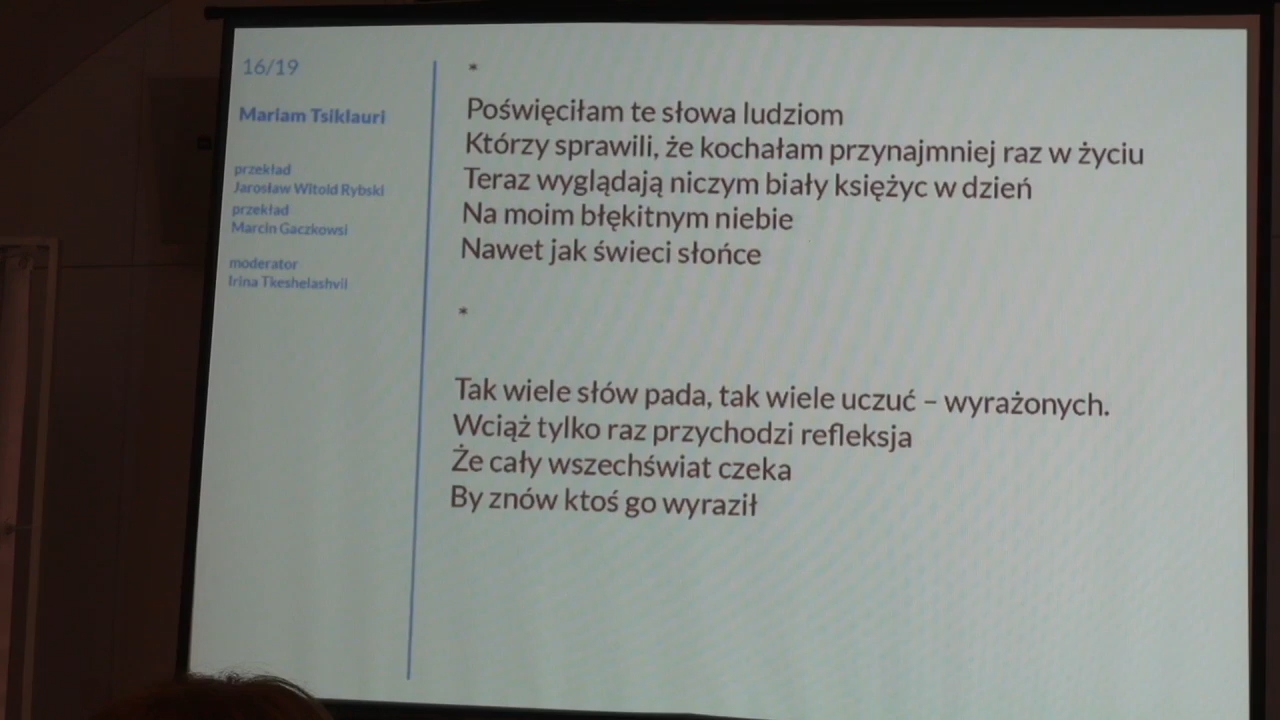 16/19
Mariam Tsiklauri
przekład
Jarosław Witold Rybski
przekład
Marcin Gaczkowsi
moderator
Irina Tkeshelashvil
*
Poświęciłam te słowa ludziom
Którzy sprawili, że kochałam przynajmniej raz w życiu
Teraz wyglądają niczym biały księżyc w dzień
Na moim błękitnym niebie
Nawet jak świeci słońce
*
Tak wiele słów pada, tak wiele uczuć – wyrażonych.
Wciąż tylko raz przychodzi refleksja
Że cały wszechświat czeka
By znów ktoś go wyraził